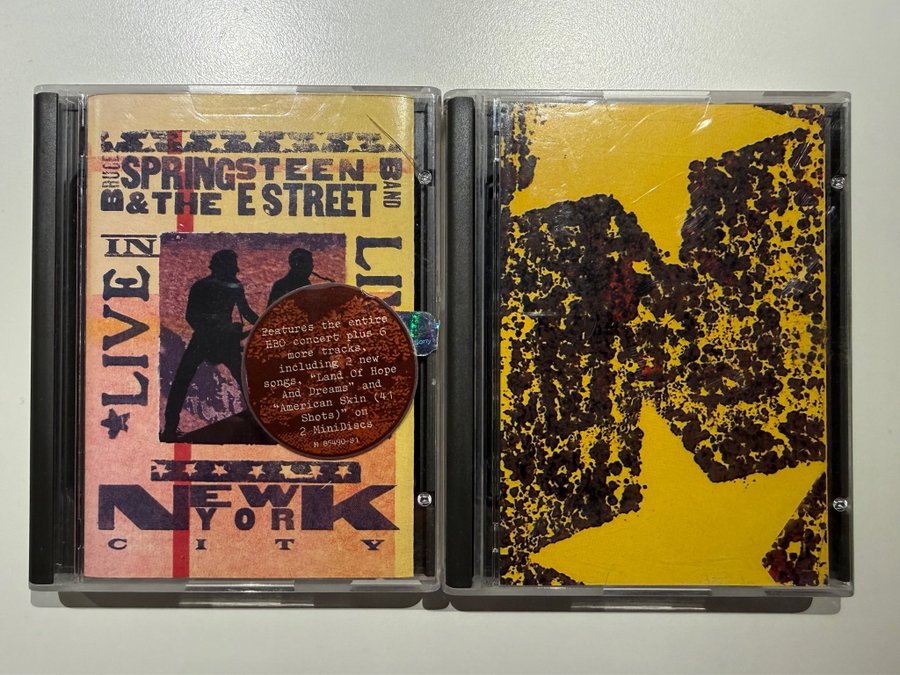 BRUCE SPRINGSTEEN
& THE E STREET BAND
LIVE IN
NEW YORK
CITY
Features the entire
HBO concert plus 6
more tracks,
including 2 new
songs, "Land Of Hope
And Dreams" and
"American Skin (41
Shots)" on
2 MiniDiscs